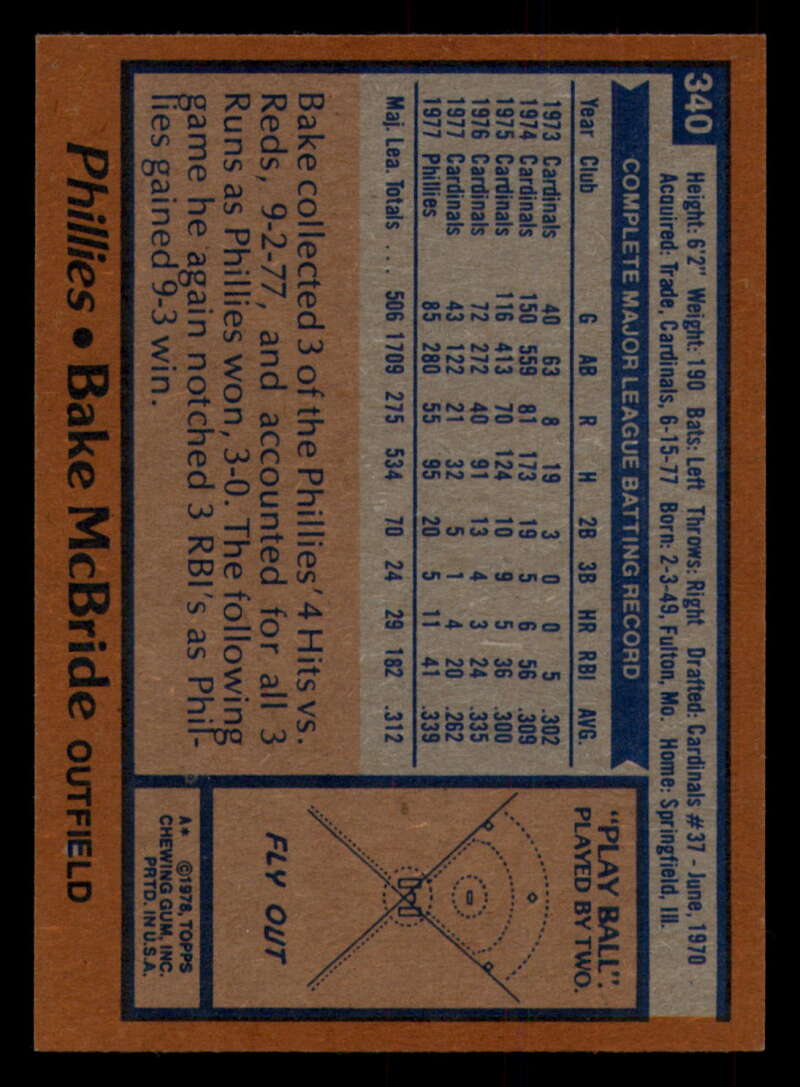 340
Height: 6'2" Weight: 190 Bats: Left Throws: Right Drafted: Cardinals #37 - June, 1970
Acquired: Trade, Cardinals, 6-15-77 Born: 2-3-49, Fulton, Mo. Home: Springfield, Ill.
COMPLETE MAJOR LEAGUE BATTING RECORD
Year Club G AB R H 2B 3B HR RBI AVG.
1973 Cardinals 40 63 8 19 3 0 0 5 .302
1974 Cardinals 150 559 81 173 19 5 6 56 .309
1975 Cardinals 116 413 70 124 10 9 5 36 .300
1976 Cardinals 72 272 40 91 13 4 3 24 .335
1977 Cardinals 43 122 21 32 5 1 4 20 .262
1977 Phillies 85 280 55 95 20 5 11 41 .339
Maj. Lea. Totals ... 506 1709 275 534 70 24 29 182 .312
Bake collected 3 of the Phillies' 4 Hits vs.
Reds, 9-2-77, and accounted for all 3
Runs as Phillies won, 3-0. The following
game he again notched 3 RBI's as Phil-
lies gained 9-3 win.
"PLAY BALL".
PLAYED BY TWO.
FLY OUT
A* ©1978, TOPPS
CHEWING GUM, INC.
PRTD. IN U.S.A.
Phillies • Bake McBride OUTFIELD